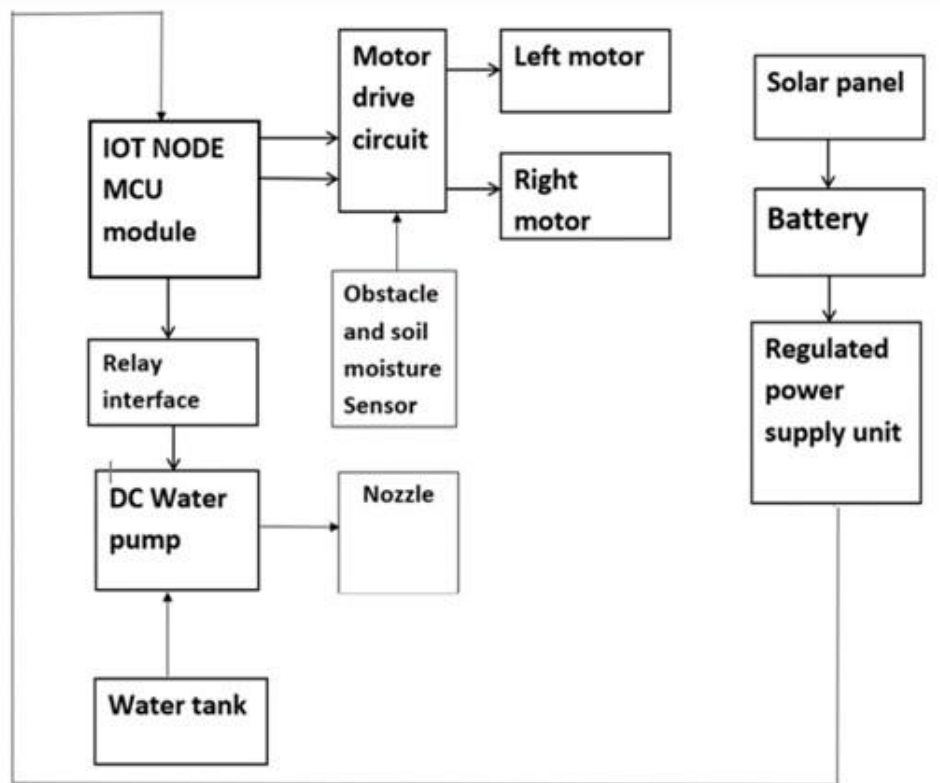 IOT NODE
MCU
module
Motor
drive
circuit
Left motor
Right
motor
Obstacle
and soil
moisture
Sensor
Relay
interface
DC Water
pump
Nozzle
Water tank
Solar panel
Battery
Regulated
power
supply unit